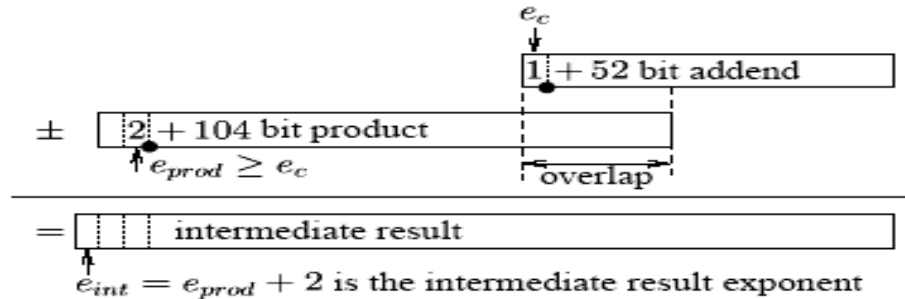 e_c
1 + 52 bit addend
± 2 + 104 bit product
e_prod ≥ e_c
overlap
= intermediate result
e_int = e_prod + 2 is the intermediate result exponent